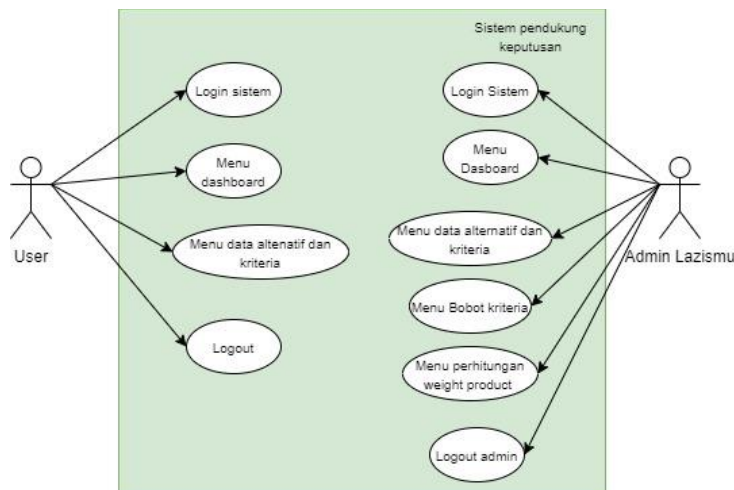 Sistem pendukung
keputusan
Login sistem
Menu
dashboard
Menu data altenatif dan
kriteria
Logout
User
Login Sistem
Menu
Dasboard
Menu data alternatif dan
kriteria
Menu Bobot kriteria
Menu perhitungan
weight product
Logout admin
Admin Lazismu